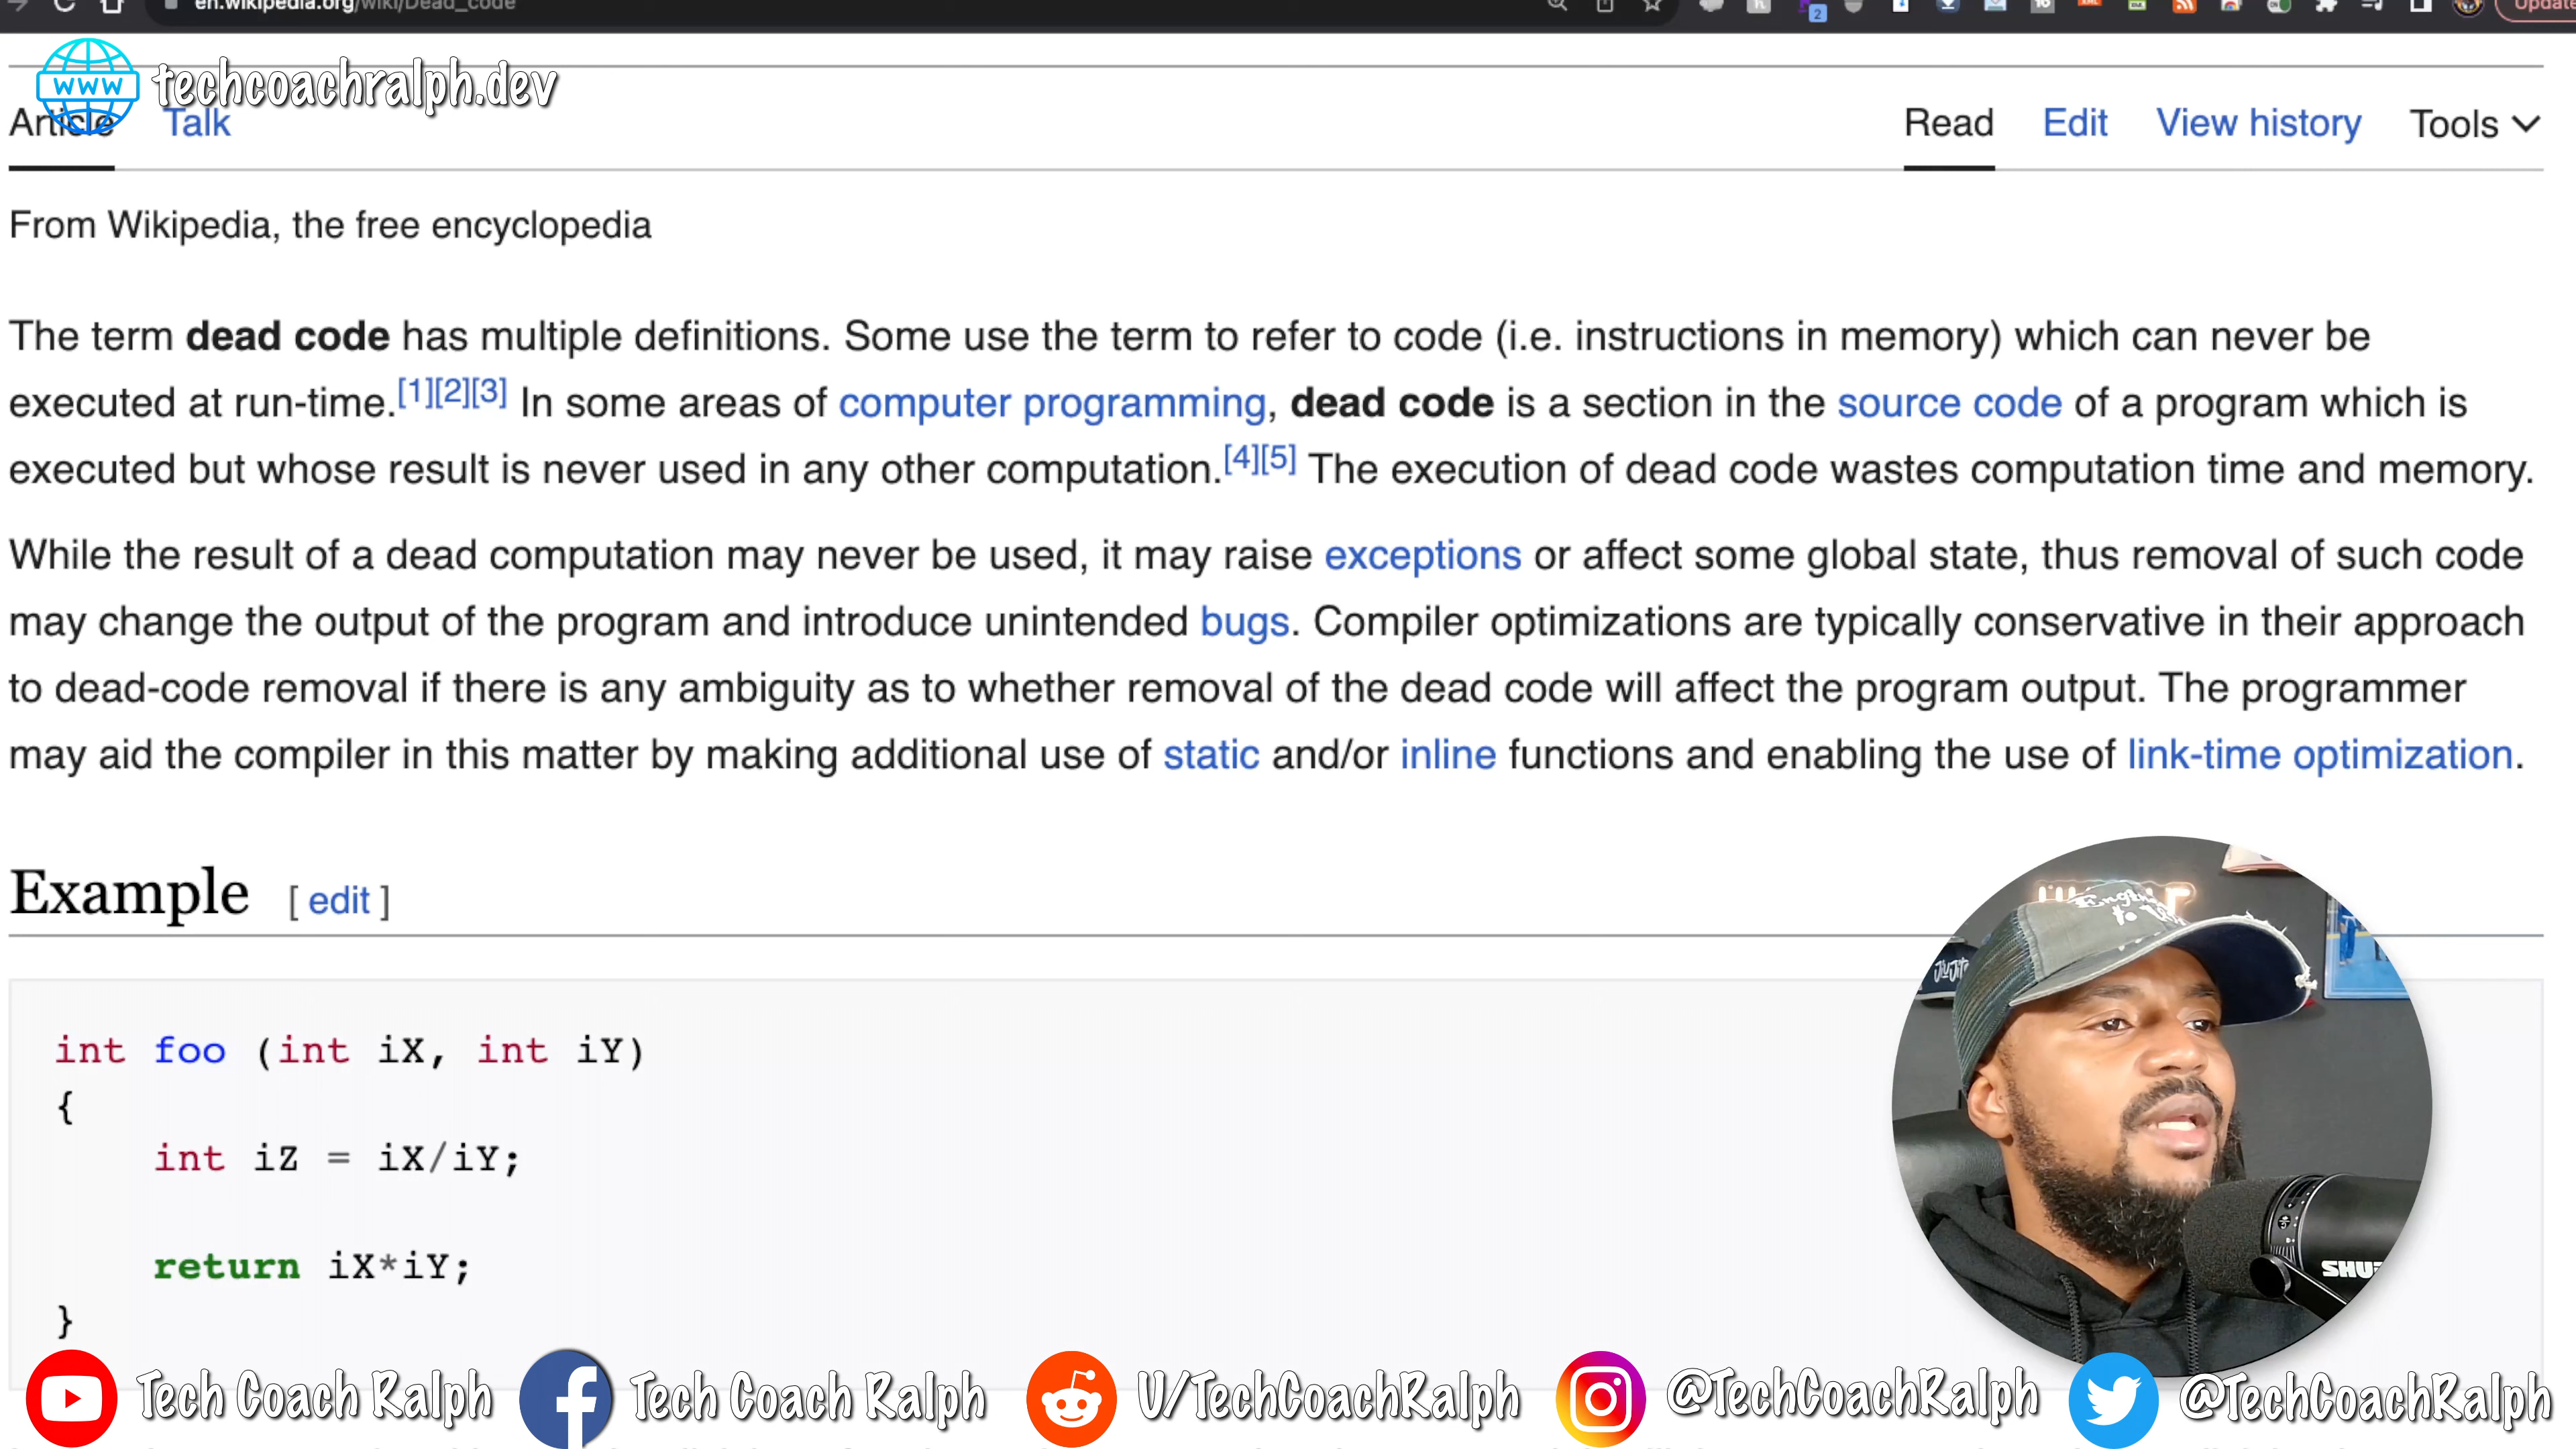 en.wikipedia.org/wiki/Dead_code
2
Update
www
techcoachralph.dev
Article Talk Read Edit View history Tools
From Wikipedia, the free encyclopedia
The term dead code has multiple definitions. Some use the term to refer to code (i.e. instructions in memory) which can never be
executed at run-time.[1][2][3] In some areas of computer programming, dead code is a section in the source code of a program which is
executed but whose result is never used in any other computation.[4][5] The execution of dead code wastes computation time and memory.
While the result of a dead computation may never be used, it may raise exceptions or affect some global state, thus removal of such code
may change the output of the program and introduce unintended bugs. Compiler optimizations are typically conservative in their approach
to dead-code removal if there is any ambiguity as to whether removal of the dead code will affect the program output. The programmer
may aid the compiler in this matter by making additional use of static and/or inline functions and enabling the use of link-time optimization.
Example [ edit ]
int foo (int iX, int iY)
{
int iZ = iX/iY;
return iX*iY;
}
Tech Coach Ralph
Tech Coach Ralph
U/TechCoachRalph
@TechCoachRalph
@TechCoachRalph